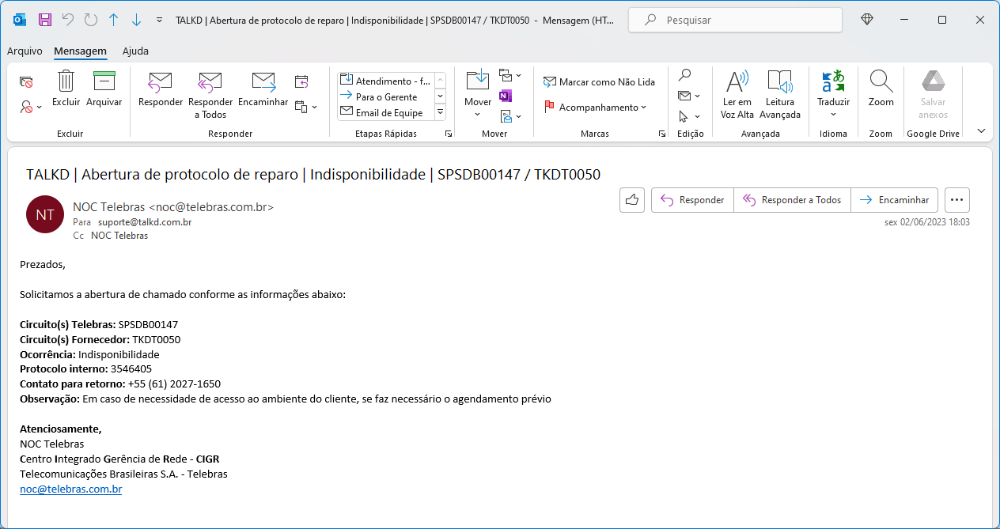 TALKD | Abertura de protocolo de reparo | Indisponibilidade | SPSDB00147 / TKDT0050 - Mensagem (HT...
Pesquisar
Arquivo Mensagem Ajuda
Excluir
Arquivar
Excluir
Responder
Responder a Todos
Encaminhar
Responder
Atendimento - f...
Para o Gerente
Email de Equipe
Etapas Rápidas
Mover
N
Mover
Marcar como Não Lida
Acompanhamento
Marcas
Edição
Ler em
Voz Alta
Leitura
Avançada
Avançada
Traduzir
Idioma
Zoom
Zoom
Salvar
anexos
Google Drive
TALKD | Abertura de protocolo de reparo | Indisponibilidade | SPSDB00147 / TKDT0050
NT
NOC Telebras <noc@telebras.com.br>
Para suporte@talkd.com.br
Cc NOC Telebras
Responder
Responder a Todos
Encaminhar
sex 02/06/2023 18:03
Prezados,
Solicitamos a abertura de chamado conforme as informações abaixo:
Circuito(s) Telebras: SPSDB00147
Circuito(s) Fornecedor: TKDT0050
Ocorrência: Indisponibilidade
Protocolo interno: 3546405
Contato para retorno: +55 (61) 2027-1650
Observação: Em caso de necessidade de acesso ao ambiente do cliente, se faz necessário o agendamento prévio
Atenciosamente,
NOC Telebras
Centro Integrado Gerência de Rede - CIGR
Telecomunicações Brasileiras S.A. - Telebras
noc@telebras.com.br